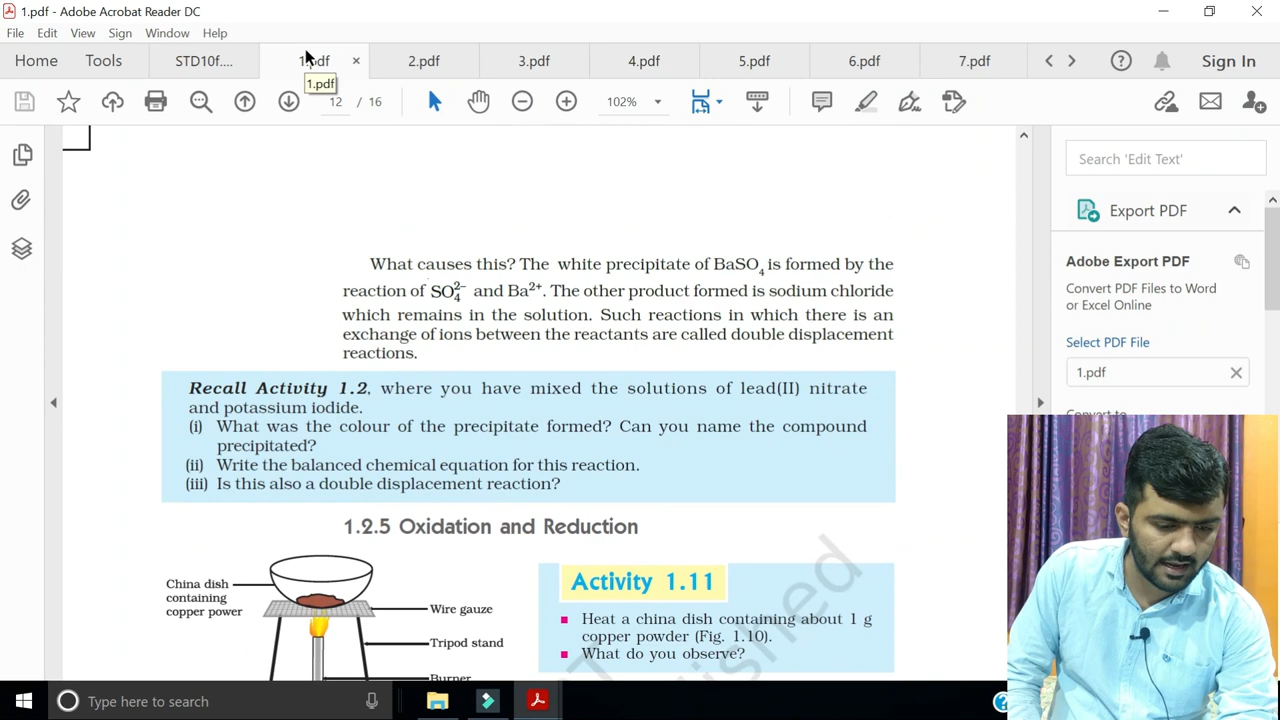 1.pdf - Adobe Acrobat Reader DC
File Edit View Sign Window Help
Home Tools STD10f.... 1.pdf × 2.pdf 3.pdf 4.pdf 5.pdf 6.pdf 7.pdf Sign In
1.pdf
12 / 16 102%
Search 'Edit Text'
Export PDF
Adobe Export PDF
Convert PDF Files to Word
or Excel Online
Select PDF File
1.pdf
Convert to
What causes this? The white precipitate of BaSO₄ is formed by the
reaction of SO₄²⁻ and Ba²⁺. The other product formed is sodium chloride
which remains in the solution. Such reactions in which there is an
exchange of ions between the reactants are called double displacement
reactions.
Recall Activity 1.2, where you have mixed the solutions of lead(II) nitrate
and potassium iodide.
(i) What was the colour of the precipitate formed? Can you name the compound
precipitated?
(ii) Write the balanced chemical equation for this reaction.
(iii) Is this also a double displacement reaction?
1.2.5 Oxidation and Reduction
China dish
containing
copper power
Wire gauze
Tripod stand
Burner
Activity 1.11
Heat a china dish containing about 1 g
copper powder (Fig. 1.10).
What do you observe?
Type here to search